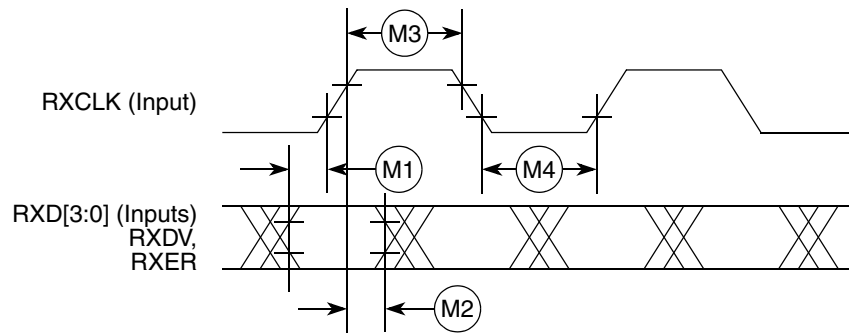 M3
RXCLK (Input)
M1
M4
RXD[3:0] (Inputs)
RXDV,
RXER
M2